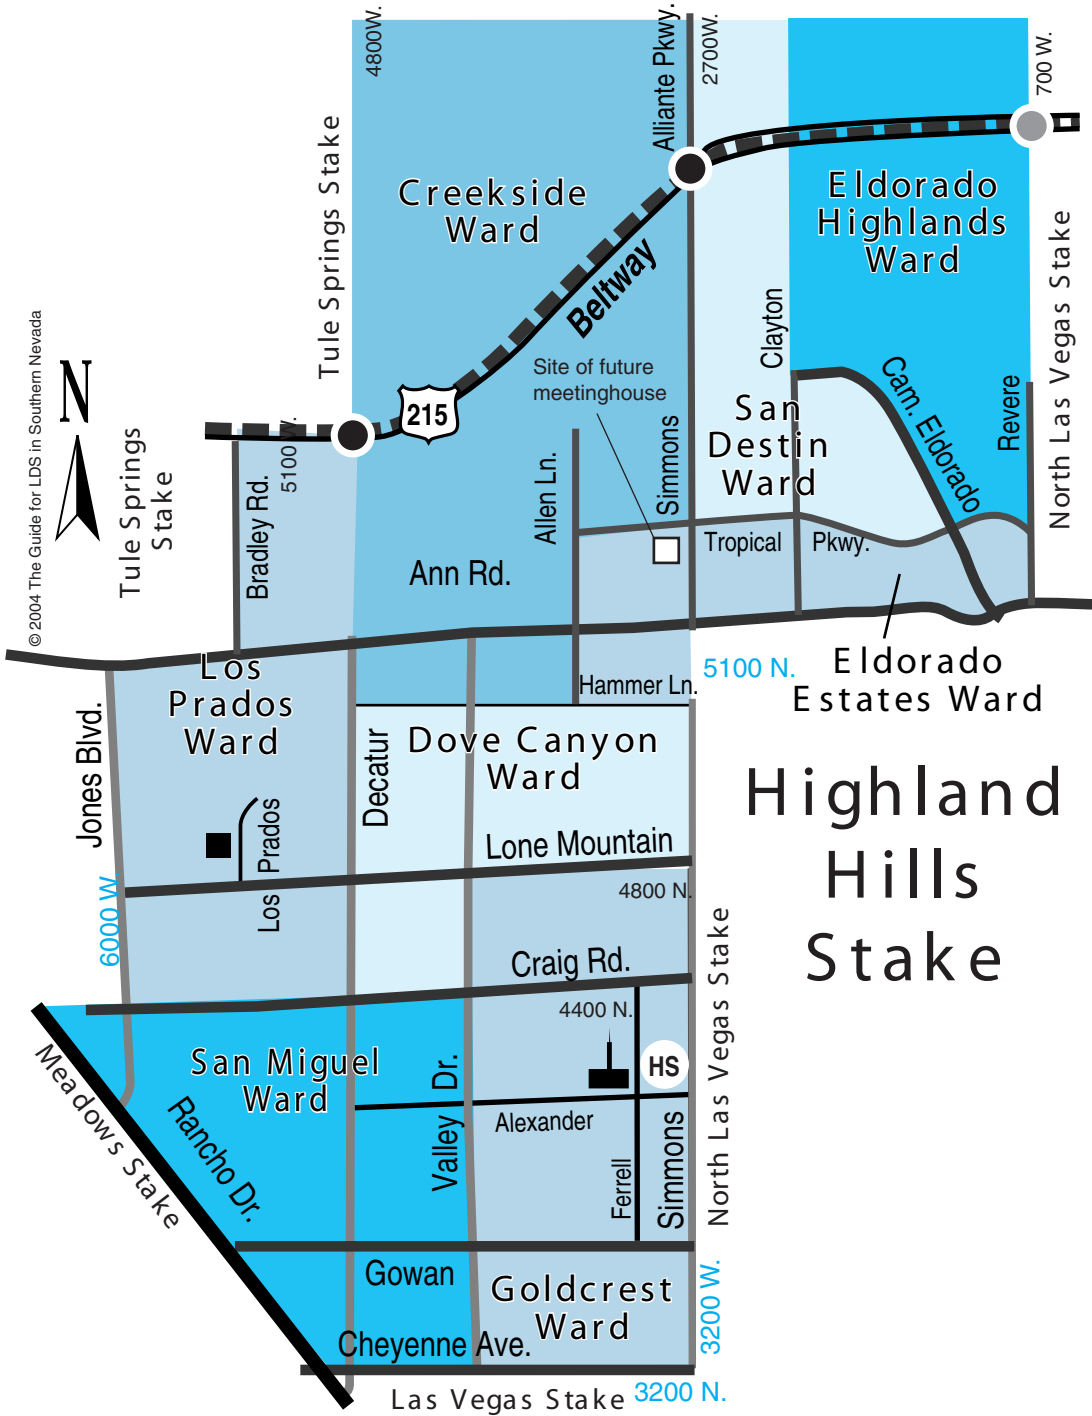 4800W.
Alliante Pkwy.
2700W.
700 W.
Tule Springs Stake
Creekside
Ward
Eldorado
Highlands
Ward
North Las Vegas Stake
Beltway
Clayton
Site of future
meetinghouse
215
© 2004 The Guide for LDS in Southern Nevada
N
Tule Springs
Stake
5100 W.
Bradley Rd.
Allen Ln.
Simmons
San
Destin
Ward
Cam. Eldorado
Revere
Tropical
Pkwy.
Ann Rd.
Los
Prados
Ward
Hammer Ln.
5100 N.
Eldorado
Estates Ward
Jones Blvd.
Decatur
Dove Canyon
Ward
Highland
Hills
Stake
Los Prados
Lone Mountain
4800 N.
6000 W
Craig Rd.
4400 N.
North Las Vegas Stake
San Miguel
Ward
HS
Meadows Stake
Rancho Dr.
Valley Dr.
Alexander
Ferrell
Simmons
Gowan
Goldcrest
Ward
3200 W.
Cheyenne Ave.
Las Vegas Stake
3200 N.